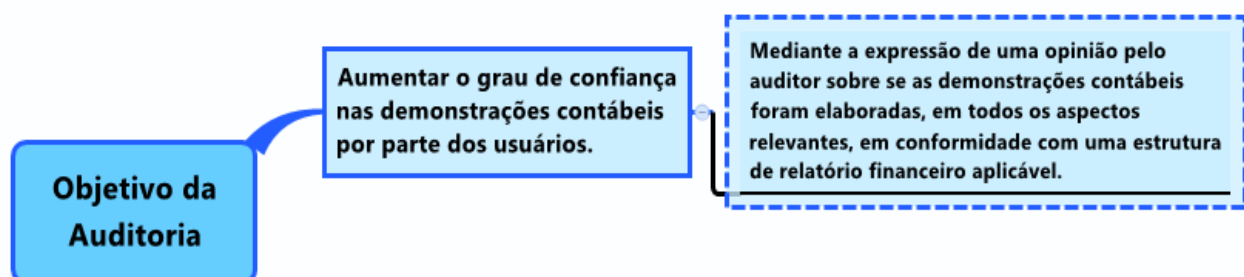 Objetivo da
Auditoria
Aumentar o grau de confiança
nas demonstrações contábeis
por parte dos usuários.
Mediante a expressão de uma opinião pelo
auditor sobre se as demonstrações contábeis
foram elaboradas, em todos os aspectos
relevantes, em conformidade com uma estrutura
de relatório financeiro aplicável.